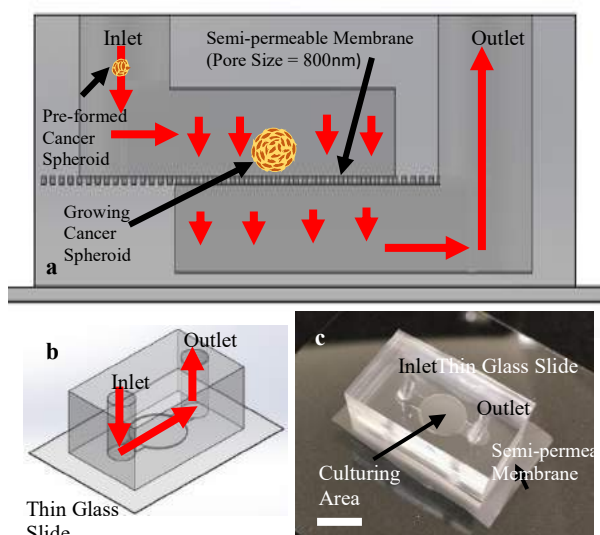 Inlet
Semi-permeable Membrane
(Pore Size = 800nm)
Outlet
Pre-formed
Cancer
Spheroid
Growing
Cancer
Spheroid
a
b
Outlet
Inlet
Thin Glass
Slide
c
Inlet
Thin Glass Slide
Outlet
Culturing
Area
Semi-permea
Membrane